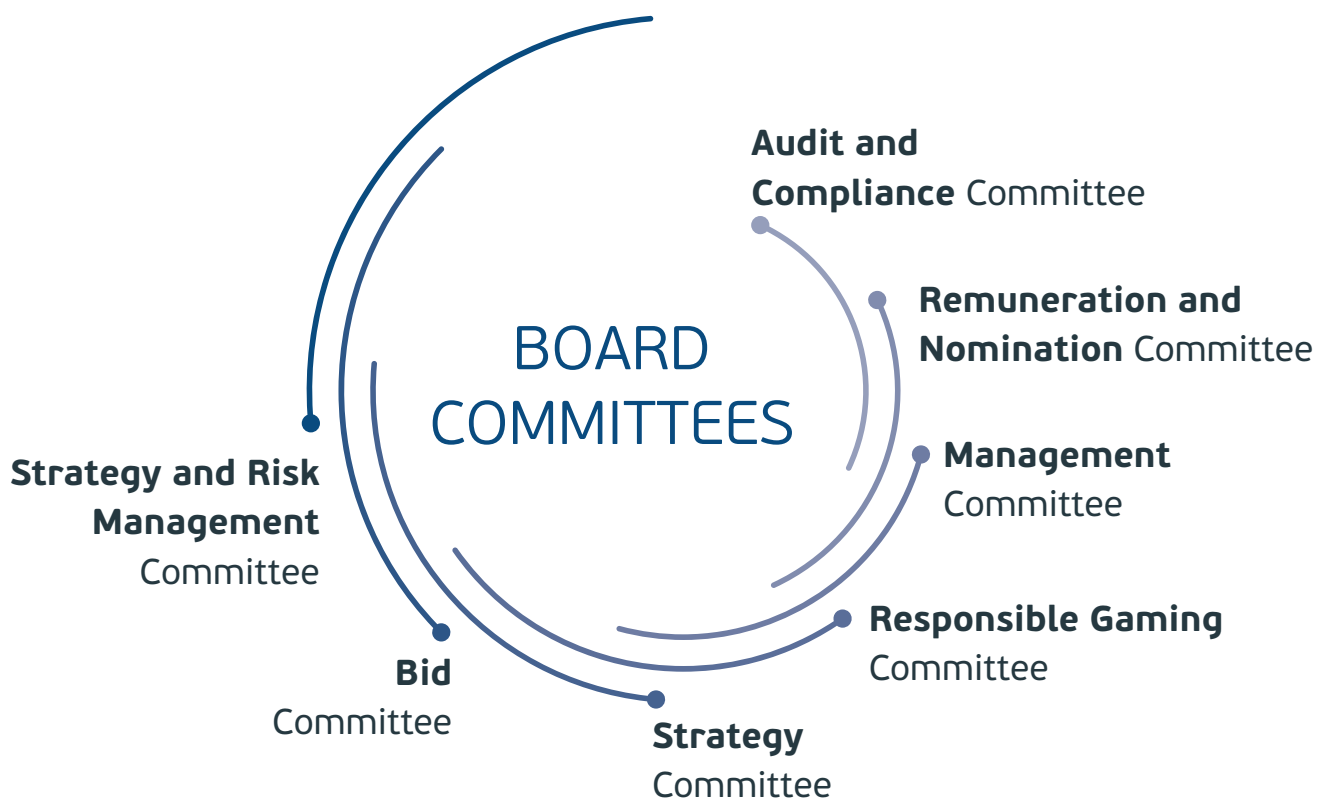 BOARD
COMMITTEES
Audit and
Compliance Committee
Remuneration and
Nomination Committee
Management
Committee
Responsible Gaming
Committee
Strategy
Committee
Bid
Committee
Strategy and Risk
Management
Committee